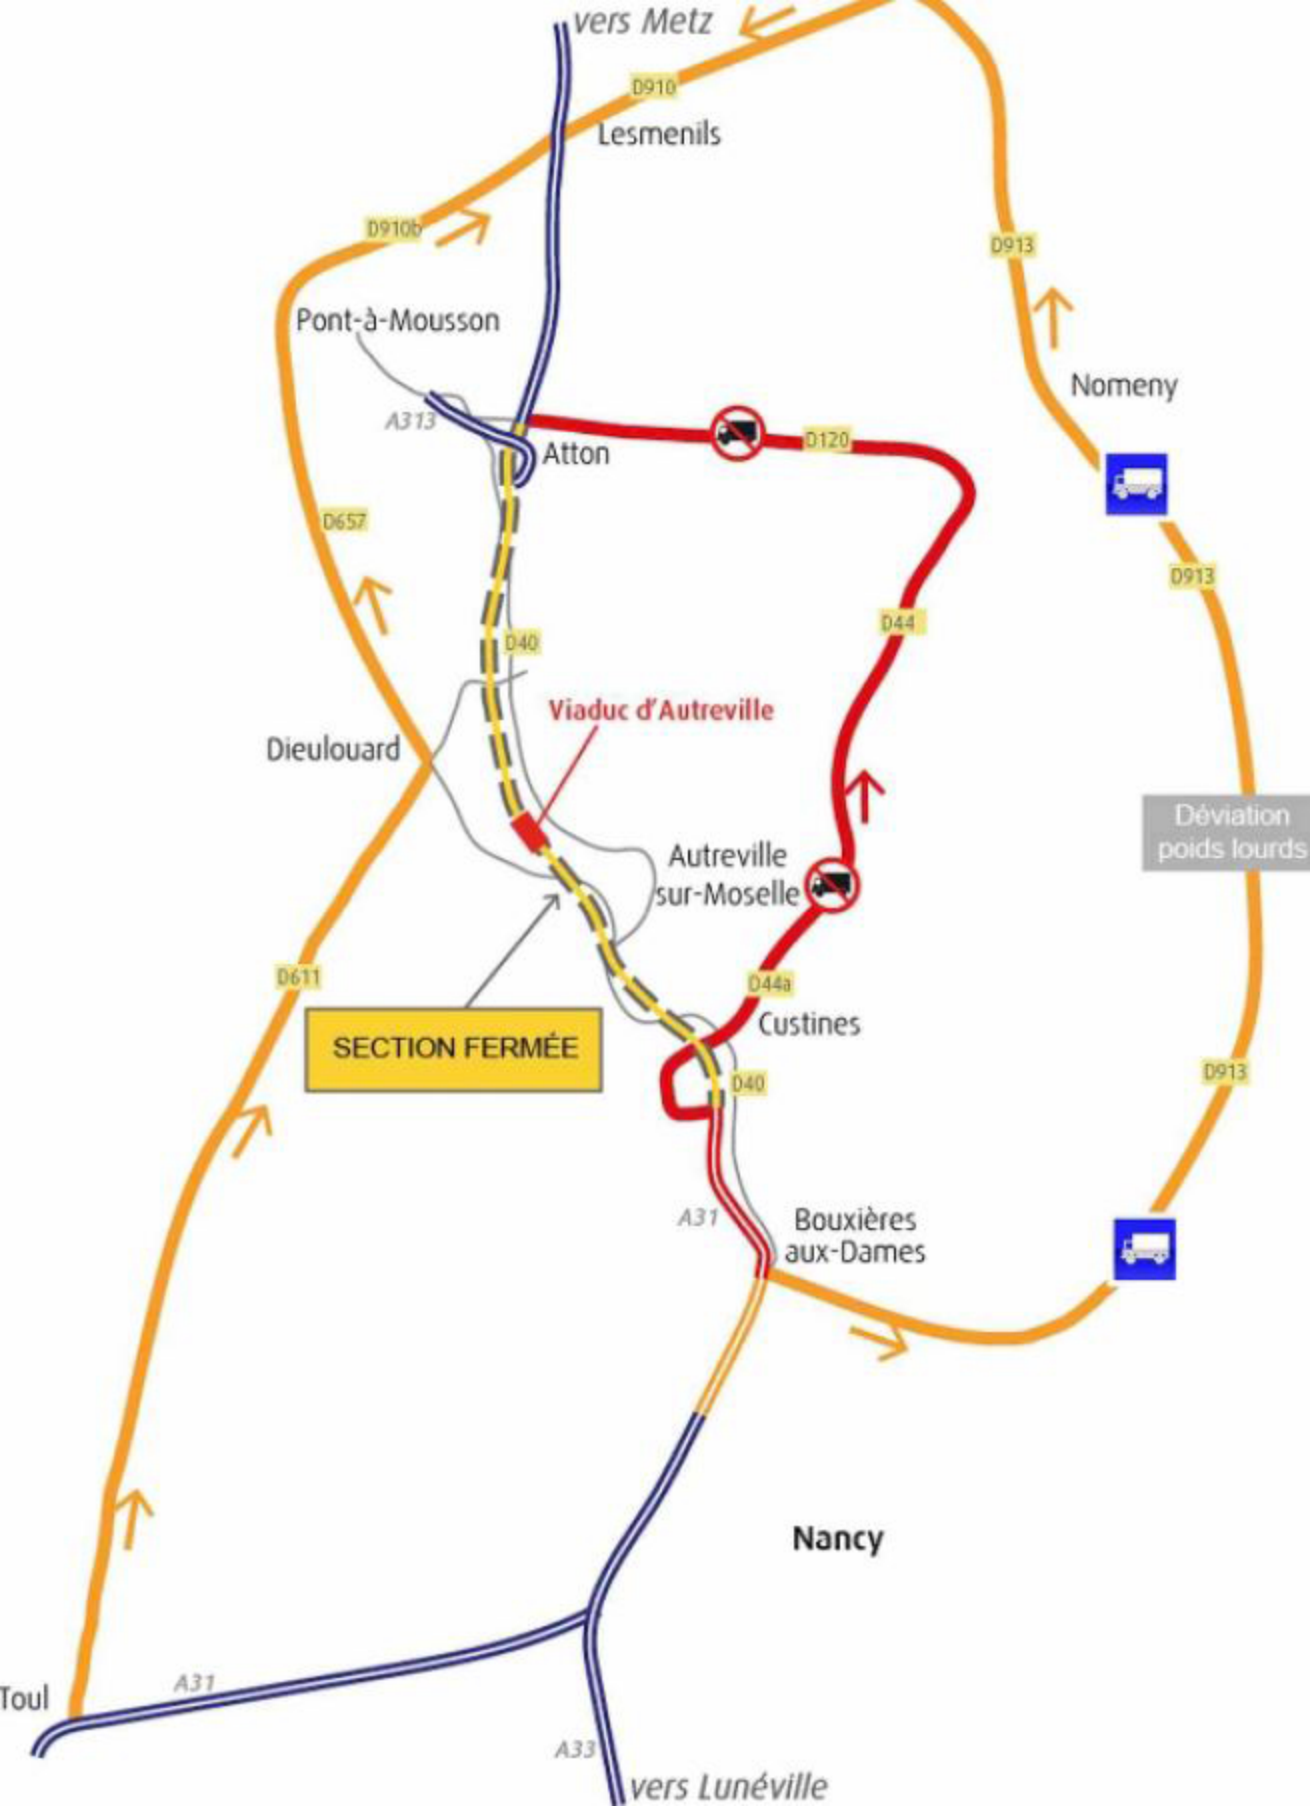 vers Metz
D910
Lesmenils
D910b
D913
Pont-à-Mousson
Nomeny
A313
D120
Atton
D657
D913
D44
D40
Viaduc d'Autreville
Dieulouard
Déviation
poids lourds
Autreville
sur-Moselle
D611
D44a
Custines
SECTION FERMÉE
D40
D913
A31
Bouxières
aux-Dames
Nancy
A31
Toul
A33
vers Lunéville